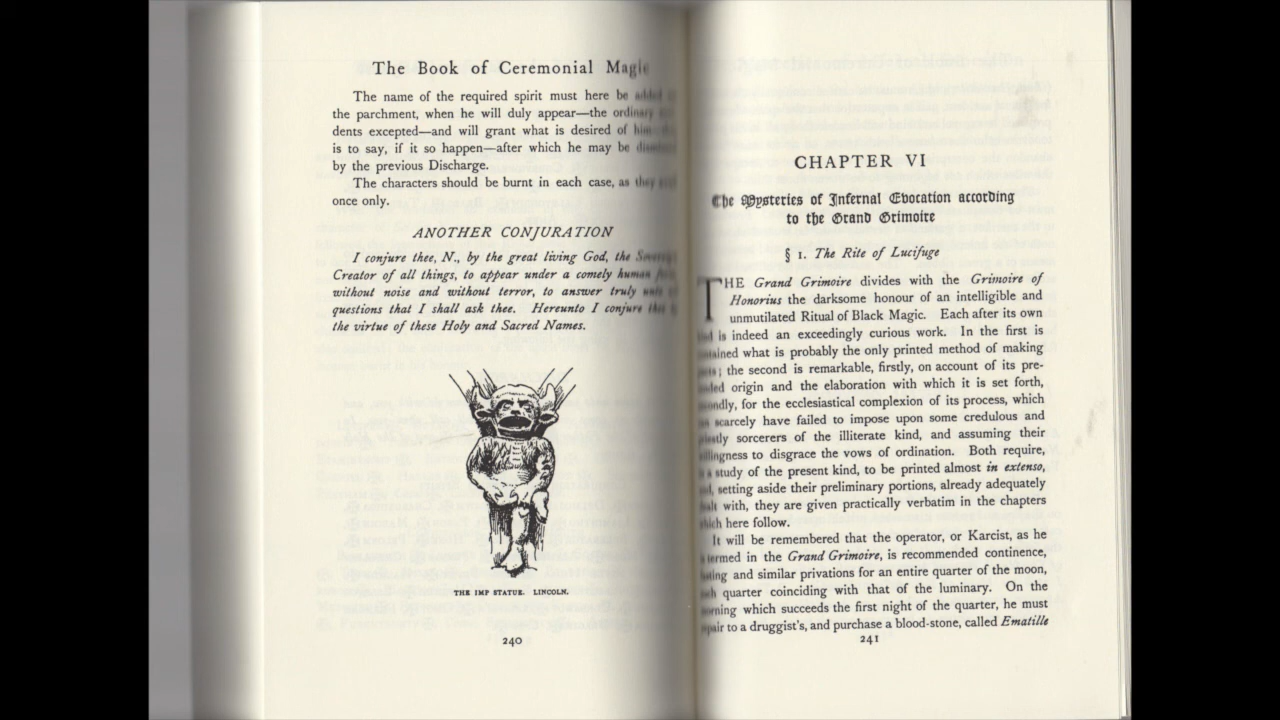 The Book of Ceremonial Magic
The name of the required spirit must here be added
the parchment, when he will duly appear—the ordinary
dents excepted—and will grant what is desired of him
is to say, if it so happen—after which he may be
by the previous Discharge.
The characters should be burnt in each case, as they
once only.
ANOTHER CONJURATION
I conjure thee, N., by the great living God, the
Creator of all things, to appear under a comely human
without noise and without terror, to answer truly
questions that I shall ask thee. Hereunto I conjure
the virtue of these Holy and Sacred Names.
THE IMP STATUE. LINCOLN.
240
CHAPTER VI
The Mysteries of Infernal Evocation according
to the Grand Grimoire
§ 1. The Rite of Lucifuge
THE Grand Grimoire divides with the Grimoire of
Honorius the darksome honour of an intelligible and
unmutilated Ritual of Black Magic. Each after its own
is indeed an exceedingly curious work. In the first is
what is probably the only printed method of making
; the second is remarkable, firstly, on account of its pre-
origin and the elaboration with which it is set forth,
for the ecclesiastical complexion of its process, which
scarcely have failed to impose upon some credulous and
sorcerers of the illiterate kind, and assuming their
to disgrace the vows of ordination. Both require,
study of the present kind, to be printed almost in extenso,
setting aside their preliminary portions, already adequately
with, they are given practically verbatim in the chapters
which here follow.
It will be remembered that the operator, or Karcist, as he
termed in the Grand Grimoire, is recommended continence,
and similar privations for an entire quarter of the moon,
quarter coinciding with that of the luminary. On the
which succeeds the first night of the quarter, he must
to a druggist's, and purchase a blood-stone, called Ematille
241